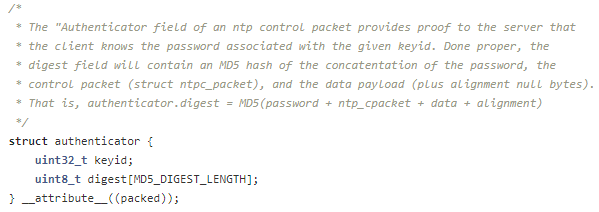 /*
* The "Authenticator field of an ntp control packet provides proof to the server that
* the client knows the password associated with the given keyid. Done proper, the
* digest field will contain an MD5 hash of the concatentation of the password, the
* control packet (struct ntpc_packet), and the data payload (plus alignment null bytes).
* That is, authenticator.digest = MD5(password + ntp_cpacket + data + alignment)
*/
struct authenticator {
uint32_t keyid;
uint8_t digest[MD5_DIGEST_LENGTH];
} __attribute__((packed));